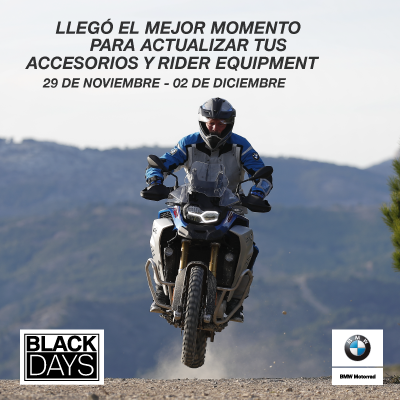 LLEGÓ EL MEJOR MOMENTO
PARA ACTUALIZAR TUS
ACCESORIOS Y RIDER EQUIPMENT
29 DE NOVIEMBRE - 02 DE DICIEMBRE
BLACK
DAYS
BMW
BMW Motorrad